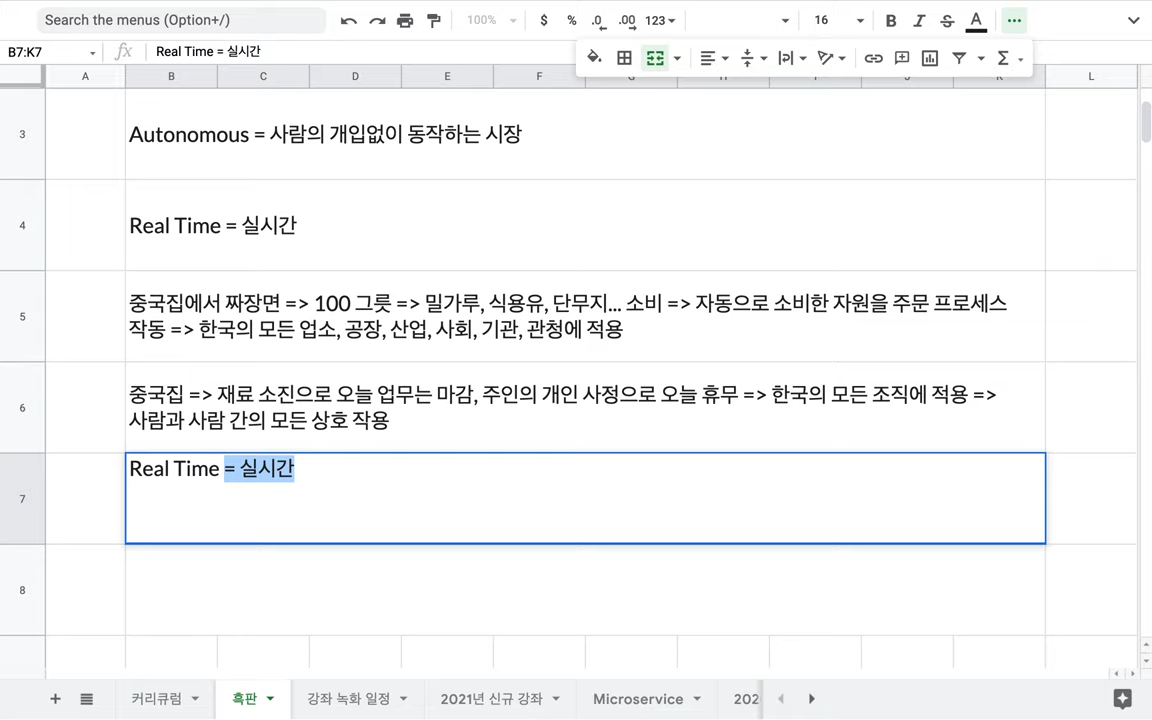 Search the menus (Option+/)
100%
$ % .0 .00 123
16
B I S A
B7:K7
fx
Real Time = 실시간
A B C D E F G H I J K L
3
Autonomous = 사람의 개입없이 동작하는 시장
4
Real Time = 실시간
5
중국집에서 짜장면 => 100 그릇 => 밀가루, 식용유, 단무지... 소비 => 자동으로 소비한 자원을 주문 프로세스
작동 => 한국의 모든 업소, 공장, 산업, 사회, 기관, 관청에 적용
6
중국집 => 재료 소진으로 오늘 업무는 마감, 주인의 개인 사정으로 오늘 휴무 => 한국의 모든 조직에 적용 =>
사람과 사람 간의 모든 상호 작용
7
Real Time = 실시간
8
커리큐럼 흑판 강좌 녹화 일정 2021년 신규 강좌 Microservice 202